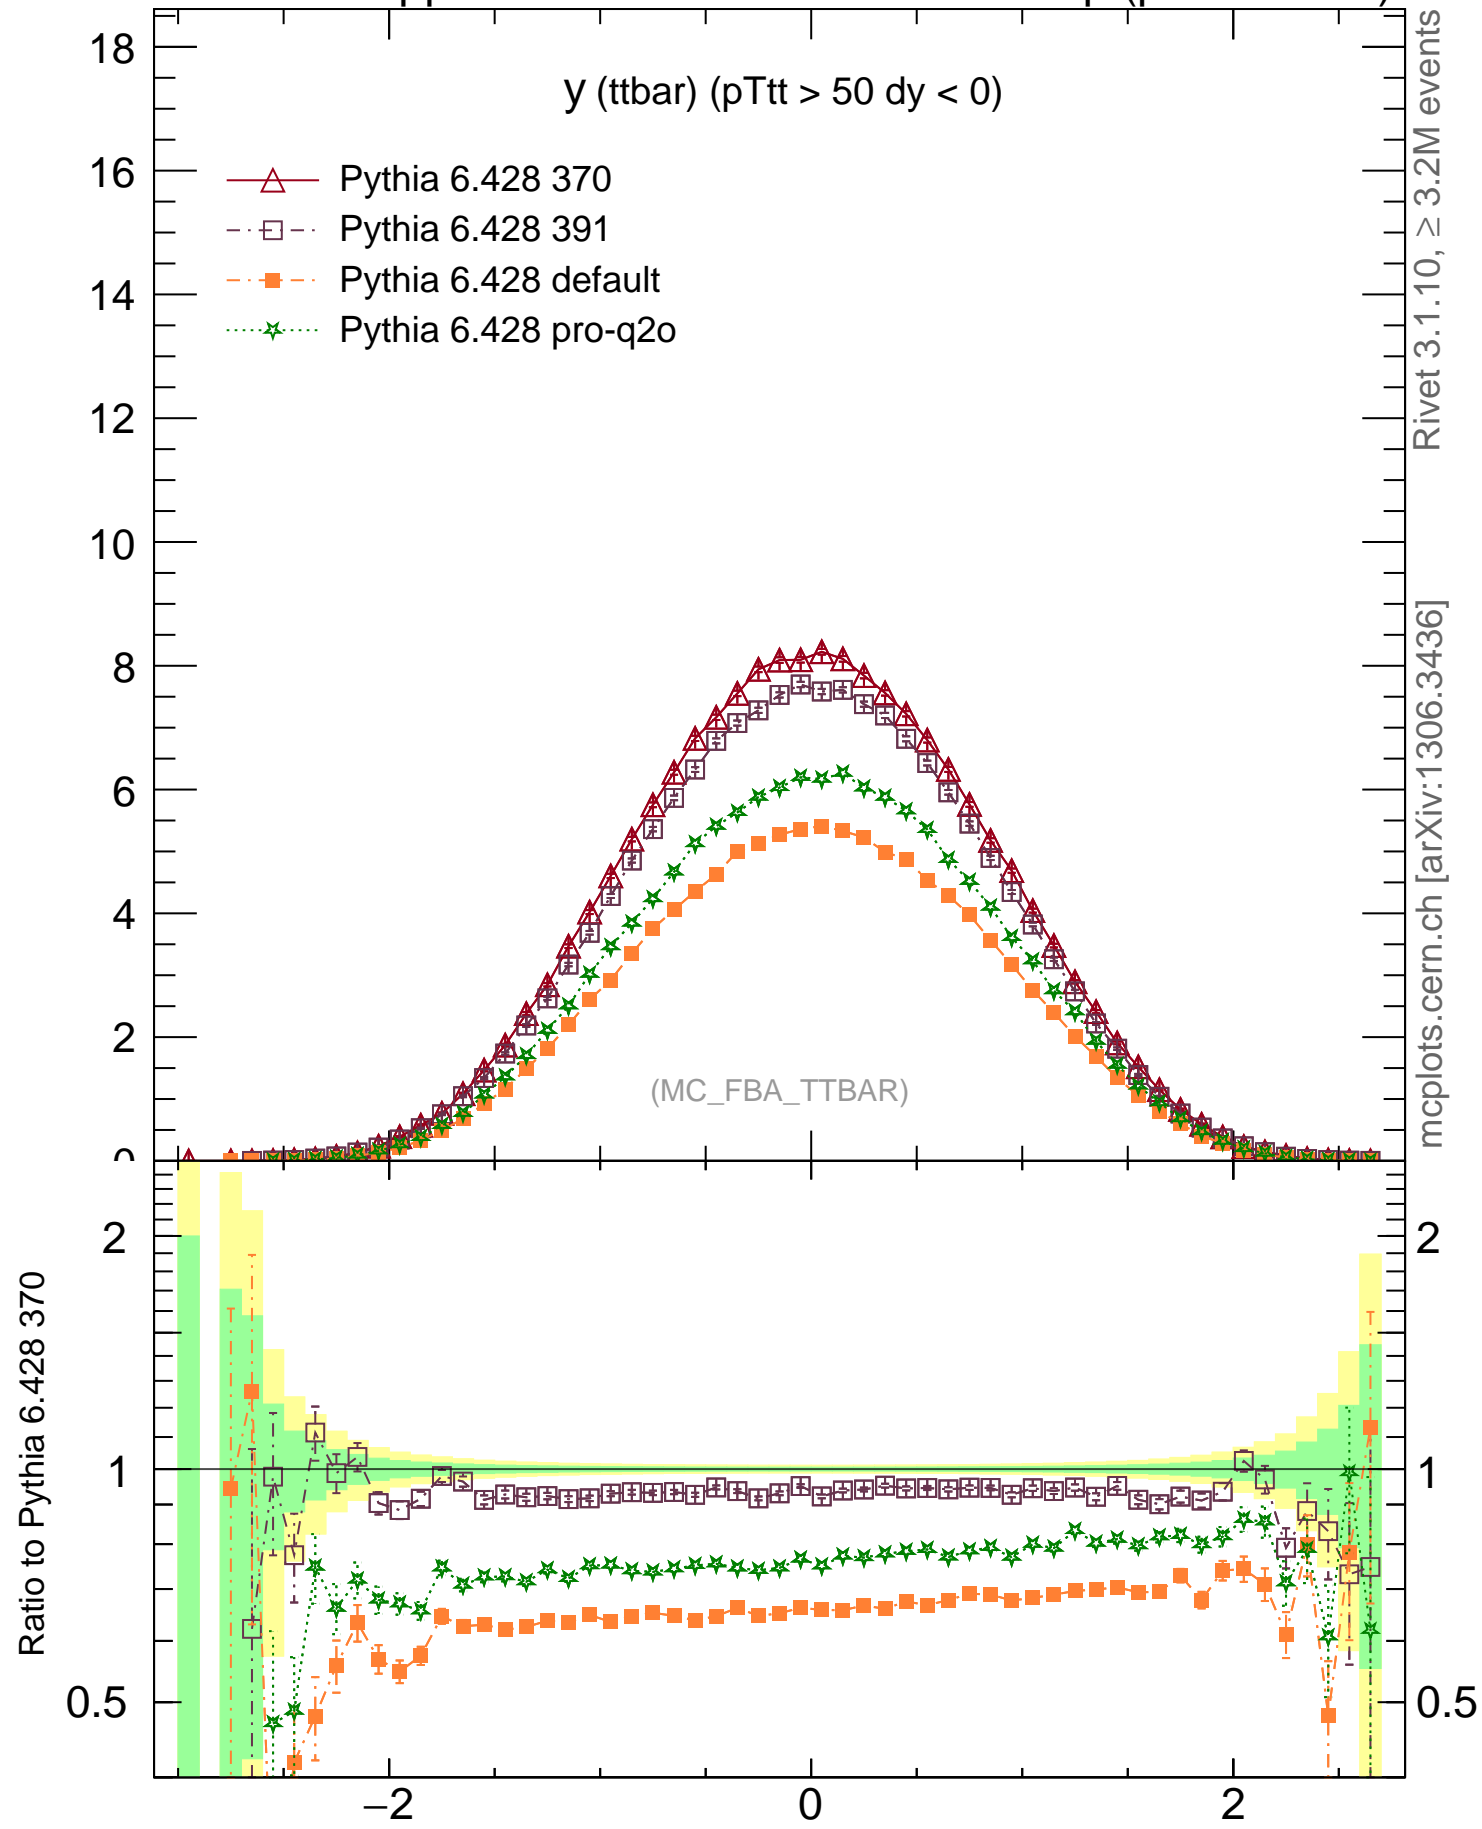 y (ttbar) (pTtt > 50 dy < 0)
Pythia 6.428 370
Pythia 6.428 391
Pythia 6.428 default
Pythia 6.428 pro-q2o
18
16
14
12
10
8
6
4
2
0
(MC_FBA_TTBAR)
Rivet 3.1.10, ≥ 3.2M events
mcplots.cern.ch [arXiv:1306.3436]
Ratio to Pythia 6.428 370
2
1
0.5
2
1
0.5
−2
0
2